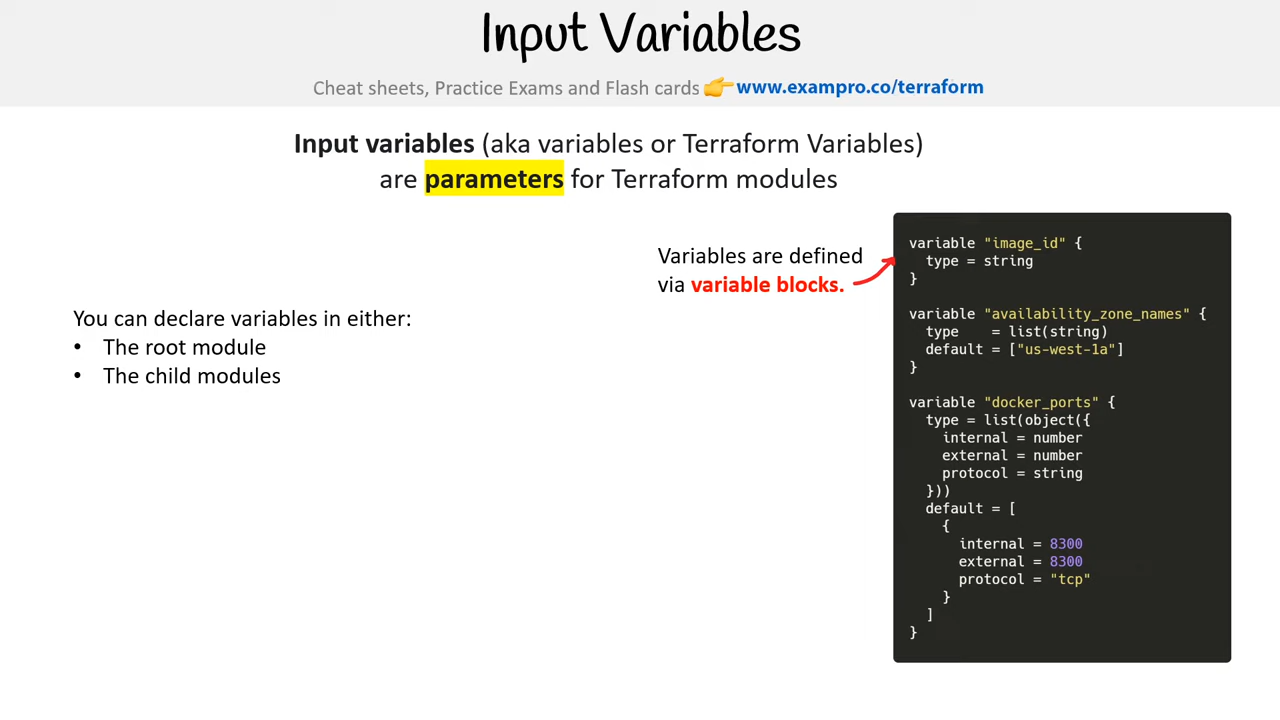 Input Variables
Cheat sheets, Practice Exams and Flash cards 👉 www.exampro.co/terraform
Input variables (aka variables or Terraform Variables)
are parameters for Terraform modules
Variables are defined
via variable blocks.
You can declare variables in either:
• The root module
• The child modules
variable "image_id" {
  type = string
}

variable "availability_zone_names" {
  type    = list(string)
  default = ["us-west-1a"]
}

variable "docker_ports" {
  type = list(object({
    internal = number
    external = number
    protocol = string
  }))
  default = [
    {
      internal = 8300
      external = 8300
      protocol = "tcp"
    }
  ]
}